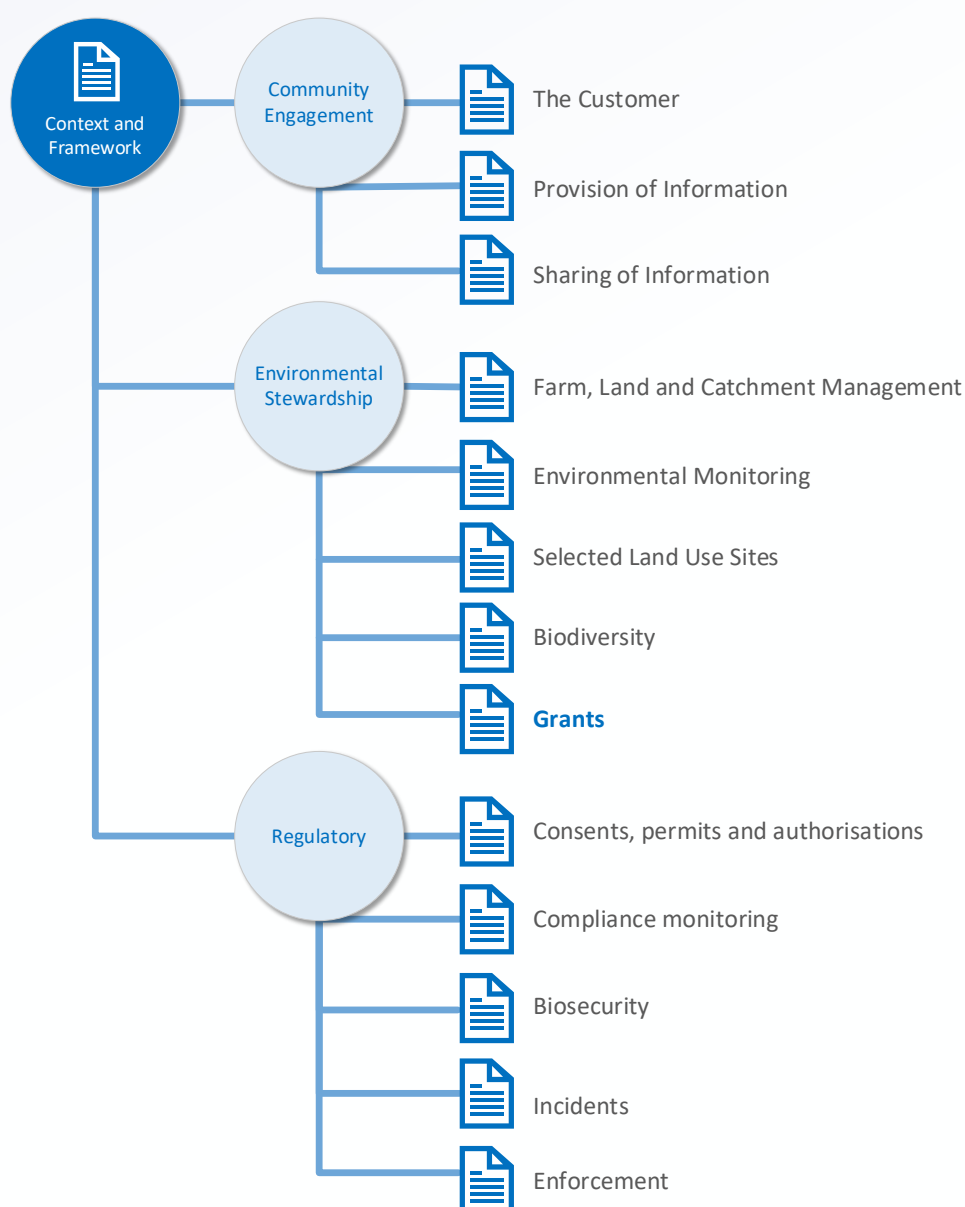 Context and
Framework
Community
Engagement
The Customer
Provision of Information
Sharing of Information
Environmental
Stewardship
Farm, Land and Catchment Management
Environmental Monitoring
Selected Land Use Sites
Biodiversity
Grants
Regulatory
Consents, permits and authorisations
Compliance monitoring
Biosecurity
Incidents
Enforcement